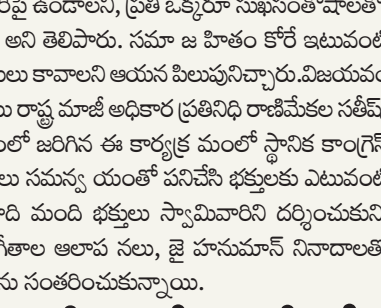 రిపై ఉండాలని, ప్రతి ఒక్కరూ సుఖసంతోషాలతో
అని తెలిపారు. సమా జ హితం కోరే ఇటువంటి
లు కావాలని ఆయన పిలుపునిచ్చారు.విజయవం
రాష్ట్ర మాజీ అధికార ప్రతినిధి రాణిమేకల సతీష్
లో జరిగిన ఈ కార్యక్ర మంలో స్థానిక కాంగ్రెస్
లు సమన్వ యంతో పనిచేసి భక్తులకు ఎటువంటి
ది మంది భక్తులు స్వామివారిని దర్శించుకుని
గీతాల ఆలాప నలు, జై హనుమాన్ నినాదాలతో
ను సంతరించుకున్నాయి.